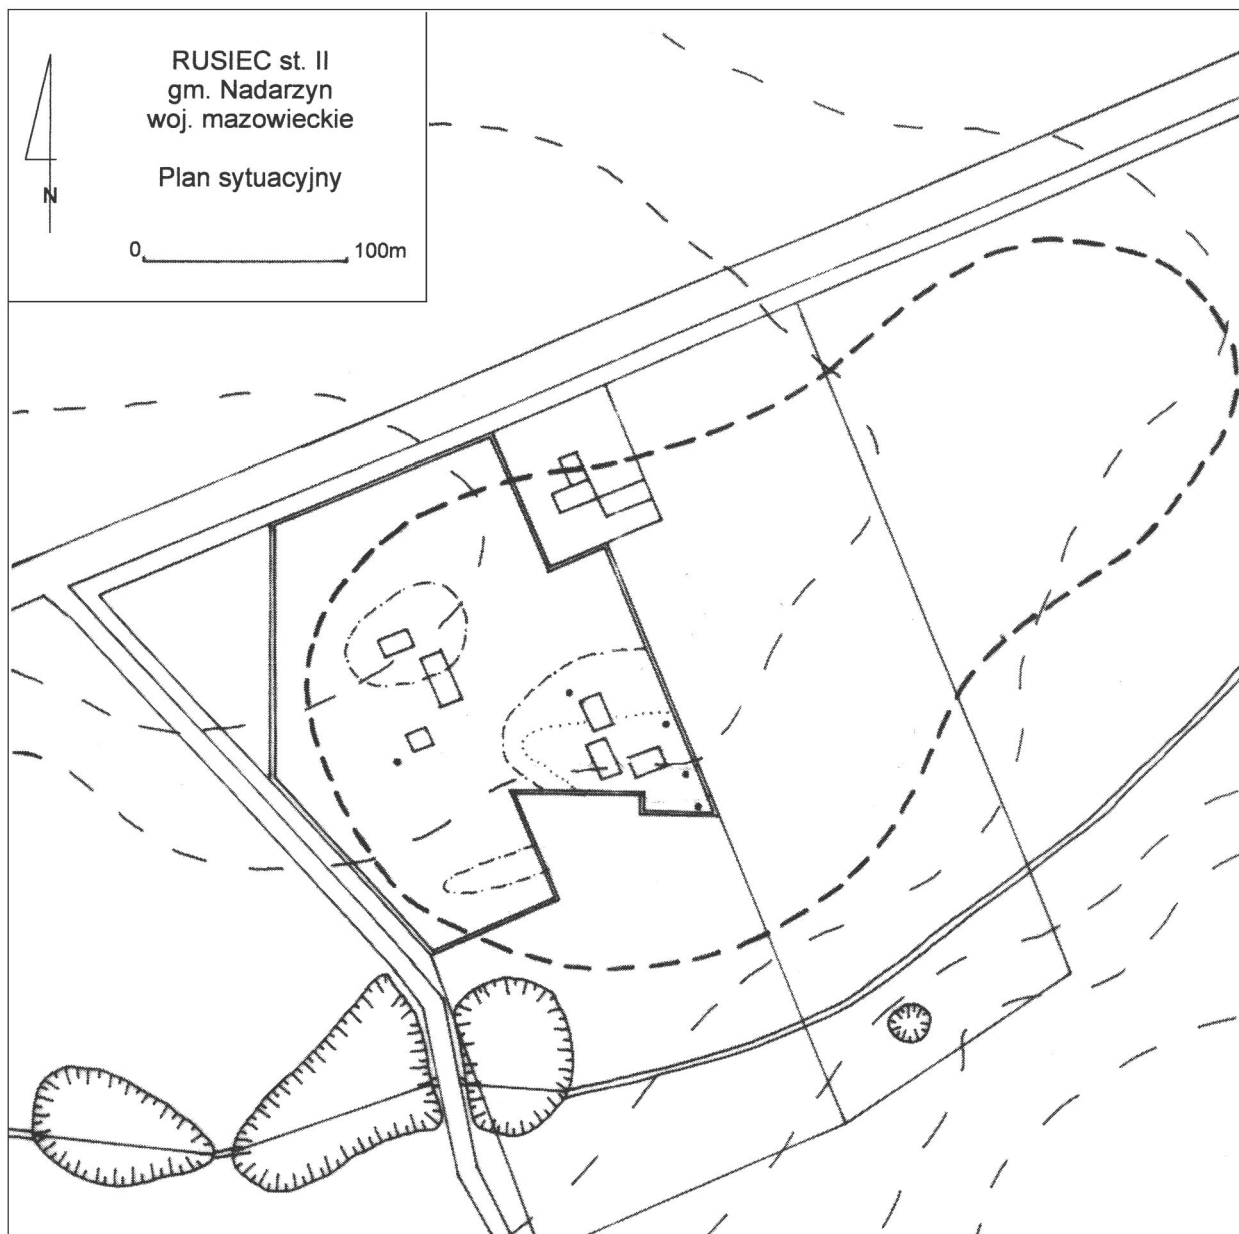 RUSIEC st. II
gm. Nadarzyn
woj. mazowieckie
Plan sytuacyjny
N
0 100m